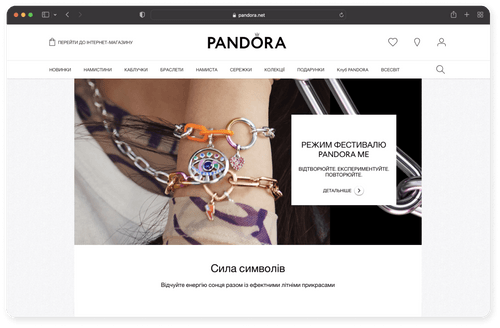 pandora.net
ПЕРЕЙТИ ДО ІНТЕРНЕТ-МАГАЗИНУ
PANDORA
НОВИНКИ НАМИСТИНИ КАБЛУЧКИ БРАСЛЕТИ НАМИСТА СЕРЕЖКИ КОЛЕКЦІЇ ПОДАРУНКИ Клуб PANDORA ВСЕСВІТ
РЕЖИМ ФЕСТИВАЛЮ
PANDORA ME
ВІДТВОРЮЙТЕ. ЕКСПЕРИМЕНТУЙТЕ.
ПОВТОРЮЙТЕ.
ДЕТАЛЬНІШЕ
Сила символів
Відчуйте енергію сонця разом із ефектними літніми прикрасами